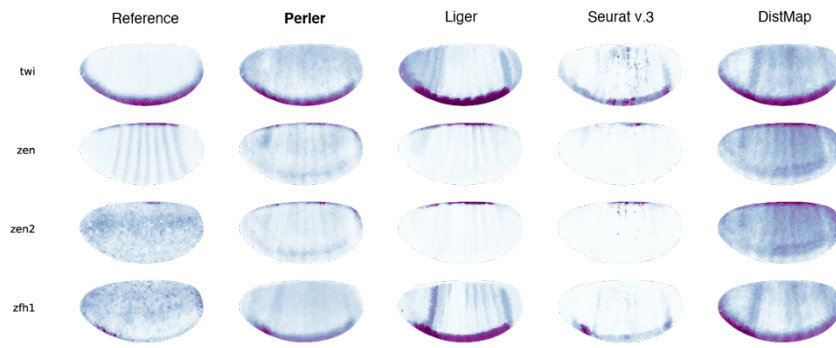 Reference Perler Liger Seurat v.3 DistMap
twi
zen
zen2
zfh1